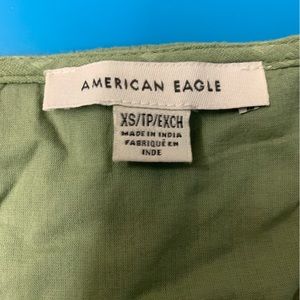 AMERICAN EAGLE
XS/TP/EXCH
MADE IN INDIA
FABRIQUÉ EN
INDE